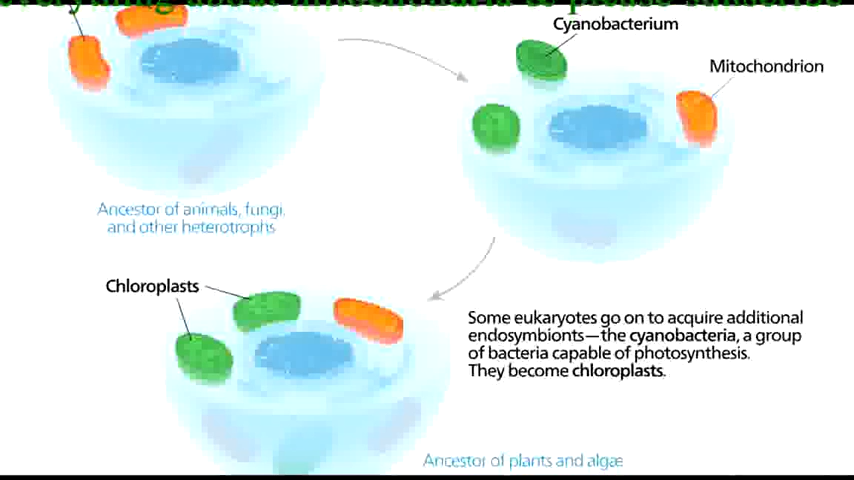 Cyanobacterium
Mitochondrion
Ancestor of animals, fungi,
and other heterotrophs
Chloroplasts
Some eukaryotes go on to acquire additional
endosymbionts—the cyanobacteria, a group
of bacteria capable of photosynthesis.
They become chloroplasts.
Ancestor of plants and algae